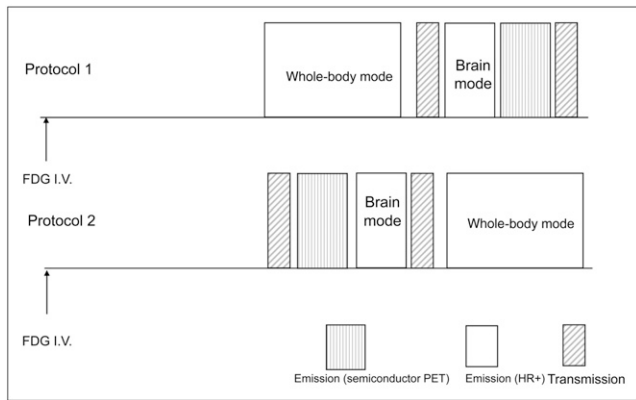 Protocol 1
Whole-body mode
Brain
mode
FDG I.V.
Protocol 2
Brain
mode
Whole-body mode
FDG I.V.
Emission (semiconductor PET)
Emission (HR+)
Transmission